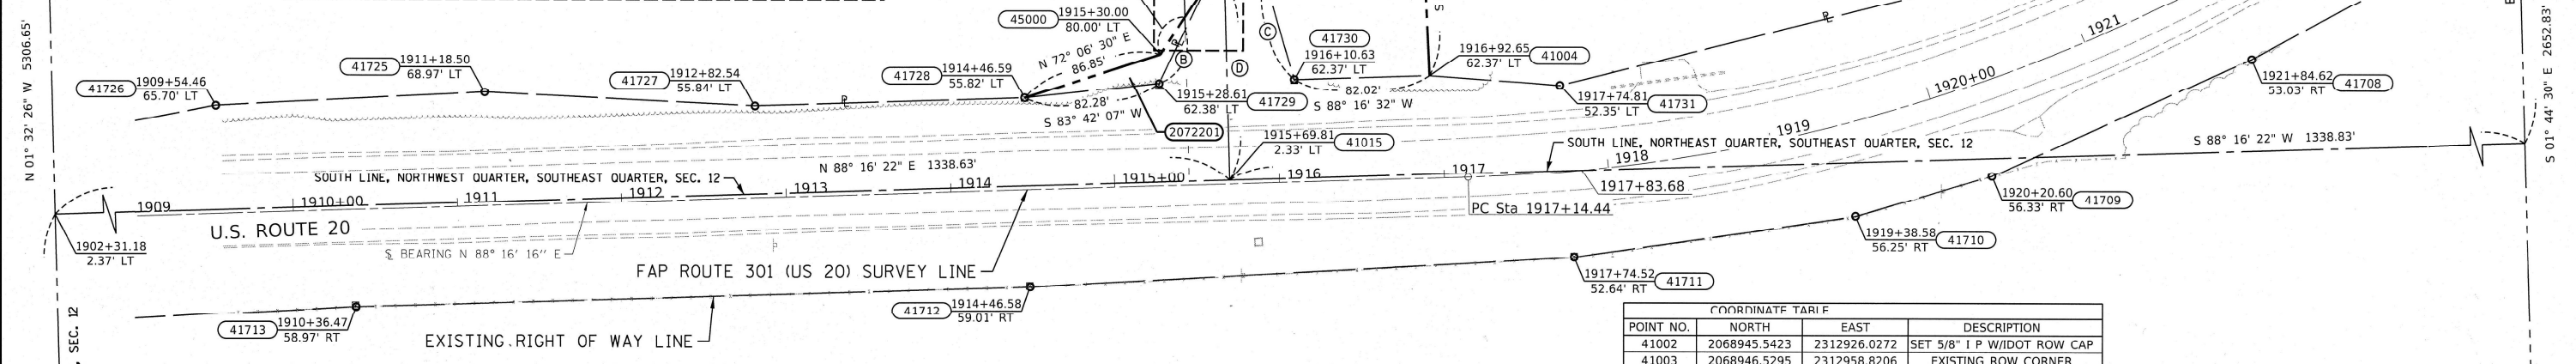 N 01° 32' 26" W 5306.65'
SEC. 12
41726 1909+54.46
65.70' LT
41725 1911+18.50
68.97' LT
41727 1912+82.54
55.84' LT
41728 1914+46.59
55.82' LT
45000 1915+30.00
80.00' LT
N 72° 06' 30" E
86.85'
82.28'
S 83° 42' 07" W
B
C
D
1915+28.61
62.38' LT 41729
2072201
1915+69.81
2.33' LT 41015
41730
1916+10.63
62.37' LT
82.02'
S 88° 16' 32" W
1916+92.65
62.37' LT 41004
1917+74.81
52.35' LT 41731
1921
1920+00
1919
1918
1921+84.62
53.03' RT 41708
S 88° 16' 22" W 1338.83'
SOUTH LINE, NORTHEAST QUARTER, SOUTHEAST QUARTER, SEC. 12
N 88° 16' 22" E 1338.63'
SOUTH LINE, NORTHWEST QUARTER, SOUTHEAST QUARTER, SEC. 12
1909 1910+00 1911 1912 1913 1914 1915+00 1916 1917
1917+83.68
PC Sta 1917+14.44
1920+20.60
56.33' RT 41709
1919+38.58
56.25' RT 41710
1917+74.52
52.64' RT 41711
U.S. ROUTE 20
1902+31.18
2.37' LT
℄ BEARING N 88° 16' 16" E
FAP ROUTE 301 (US 20) SURVEY LINE
41712 1914+46.58
59.01' RT
41713 1910+36.47
58.97' RT
EXISTING RIGHT OF WAY LINE
S 01° 44' 30" E 2652.83'
COORDINATE TABLE
POINT NO. NORTH EAST DESCRIPTION
41002 2068945.5423 2312926.0272 SET 5/8" I P W/IDOT ROW CAP
41003 2068946.5295 2312958.8206 EXISTING ROW CORNER